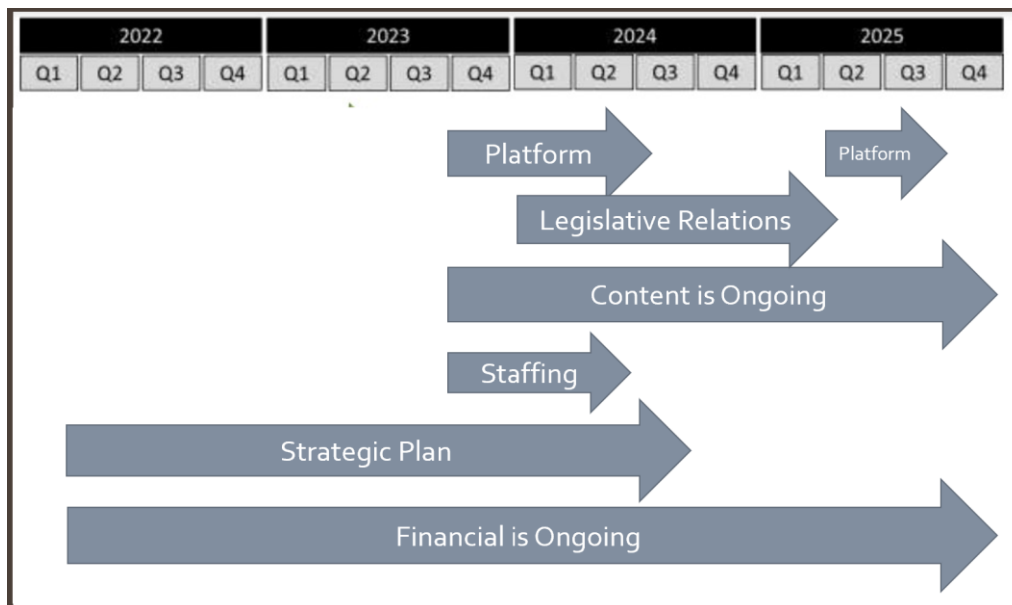 2022 2023 2024 2025
Q1 Q2 Q3 Q4 Q1 Q2 Q3 Q4 Q1 Q2 Q3 Q4 Q1 Q2 Q3 Q4
Platform Platform
Legislative Relations
Content is Ongoing
Staffing
Strategic Plan
Financial is Ongoing